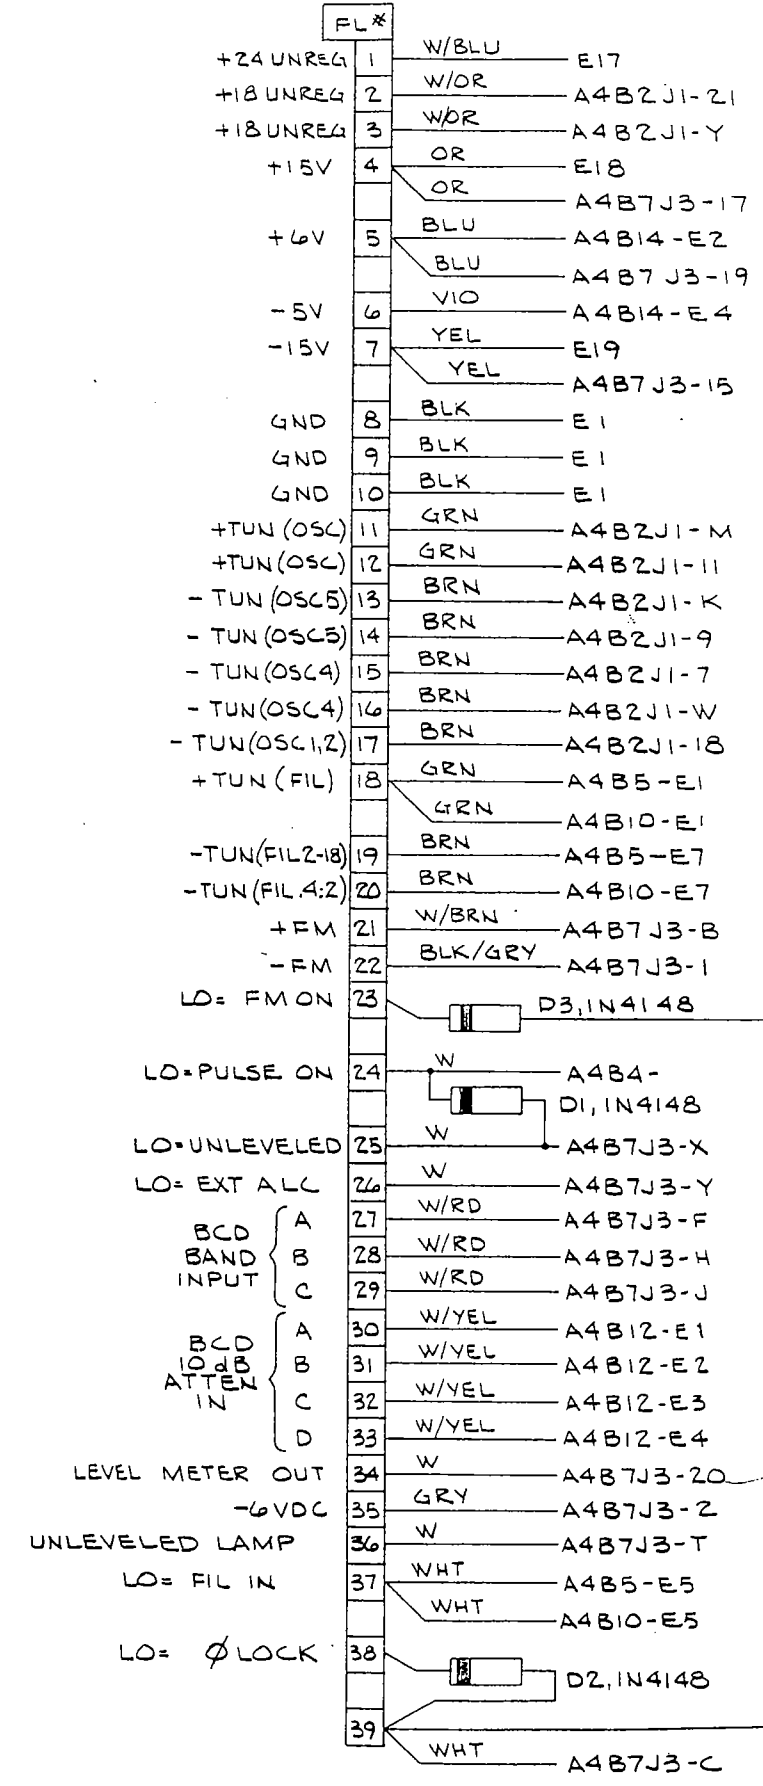 FL*
+24 UNREG 1 W/BLU E17
+18 UNREG 2 W/OR A4B2J1-21
+18 UNREG 3 W/OR A4B2J1-Y
+15V 4 OR E18
OR A4B7J3-17
+6V 5 BLU A4B14-E2
BLU A4B7J3-19
-5V 6 VIO A4B14-E4
-15V 7 YEL E19
YEL A4B7J3-15
GND 8 BLK E1
GND 9 BLK E1
GND 10 BLK E1
+TUN(OSC) 11 GRN A4B2J1-M
+TUN(OSC) 12 GRN A4B2J1-11
-TUN(OSC5) 13 BRN A4B2J1-K
-TUN(OSC5) 14 BRN A4B2J1-9
-TUN(OSC4) 15 BRN A4B2J1-7
-TUN(OSC4) 16 BRN A4B2J1-W
-TUN(OSC1,2) 17 BRN A4B2J1-18
+TUN(FIL) 18 GRN A4B5-E1
GRN A4B10-E1
-TUN(FIL2-18) 19 BRN A4B5-E7
-TUN(FIL.4:2) 20 BRN A4B10-E7
+FM 21 W/BRN A4B7J3-B
-FM 22 BLK/GRY A4B7J3-1
LO= FM ON 23 D3,1N4148
LO=PULSE ON 24 W A4B4-
D1,1N4148
LO=UNLEVELED 25 W A4B7J3-X
LO= EXT ALC 26 W A4B7J3-Y
BCD BAND INPUT
A 27 W/RD A4B7J3-F
B 28 W/RD A4B7J3-H
C 29 W/RD A4B7J3-J
BCD 10dB ATTEN IN
A 30 W/YEL A4B12-E1
B 31 W/YEL A4B12-E2
C 32 W/YEL A4B12-E3
D 33 W/YEL A4B12-E4
LEVEL METER OUT 34 W A4B7J3-20
-6VDC 35 GRY A4B7J3-2
UNLEVELED LAMP 36 W A4B7J3-T
LO= FIL IN 37 WHT A4B5-E5
WHT A4B10-E5
LO= ØLOCK 38 D2,1N4148
39
WHT A4B7J3-C